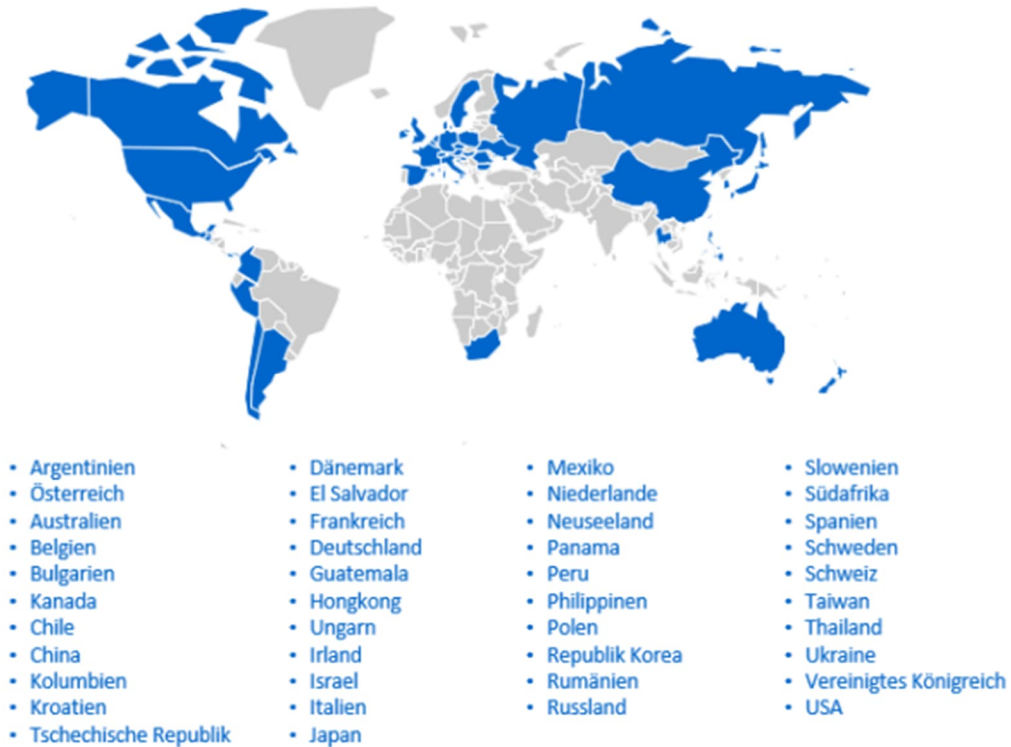 • Argentinien
• Österreich
• Australien
• Belgien
• Bulgarien
• Kanada
• Chile
• China
• Kolumbien
• Kroatien
• Tschechische Republik
• Dänemark
• El Salvador
• Frankreich
• Deutschland
• Guatemala
• Hongkong
• Ungarn
• Irland
• Israel
• Italien
• Japan
• Mexiko
• Niederlande
• Neuseeland
• Panama
• Peru
• Philippinen
• Polen
• Republik Korea
• Rumänien
• Russland
• Slowenien
• Südafrika
• Spanien
• Schweden
• Schweiz
• Taiwan
• Thailand
• Ukraine
• Vereinigtes Königreich
• USA